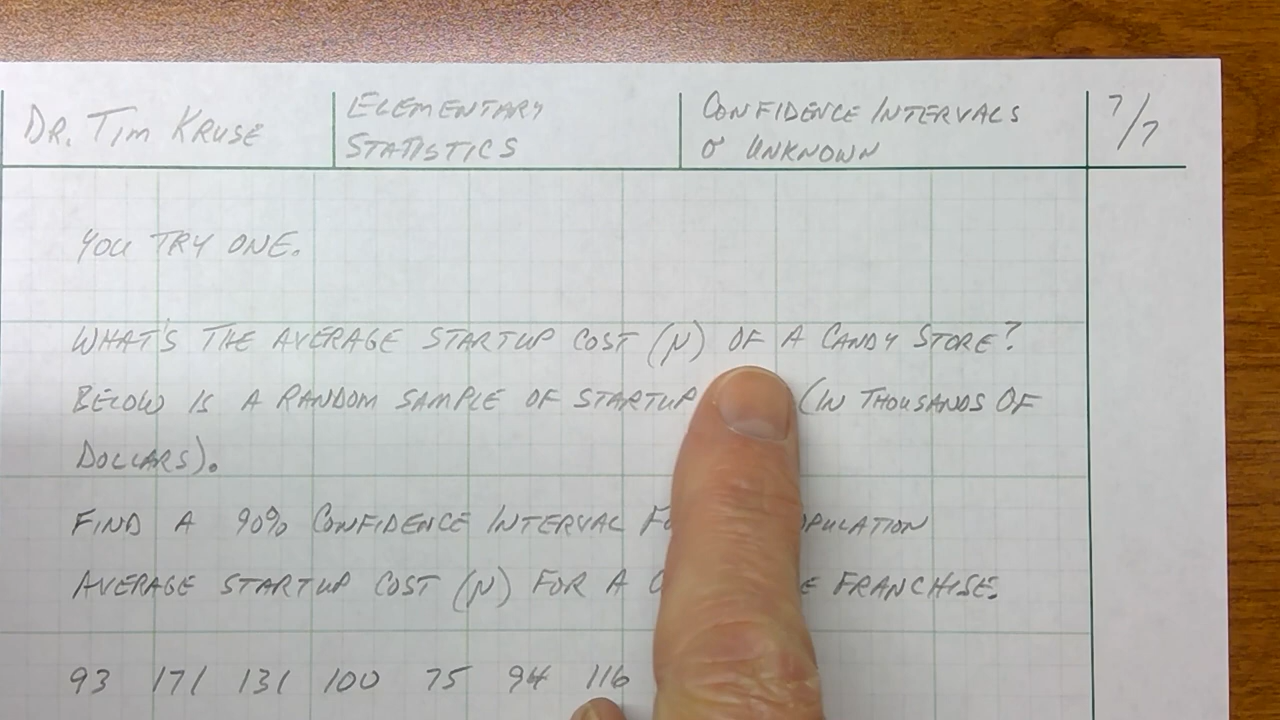 DR. TIM KRUSE
ELEMENTARY
STATISTICS
CONFIDENCE INTERVALS
σ UNKNOWN
7/7
YOU TRY ONE.
WHAT'S THE AVERAGE STARTUP COST (μ) OF A CANDY STORE?
BELOW IS A RANDOM SAMPLE OF STARTUP (IN THOUSANDS OF
DOLLARS).
FIND A 90% CONFIDENCE INTERVAL
AVERAGE STARTUP COST (μ) FOR A FRANCHISE.
93 171 131 100 75 94 116